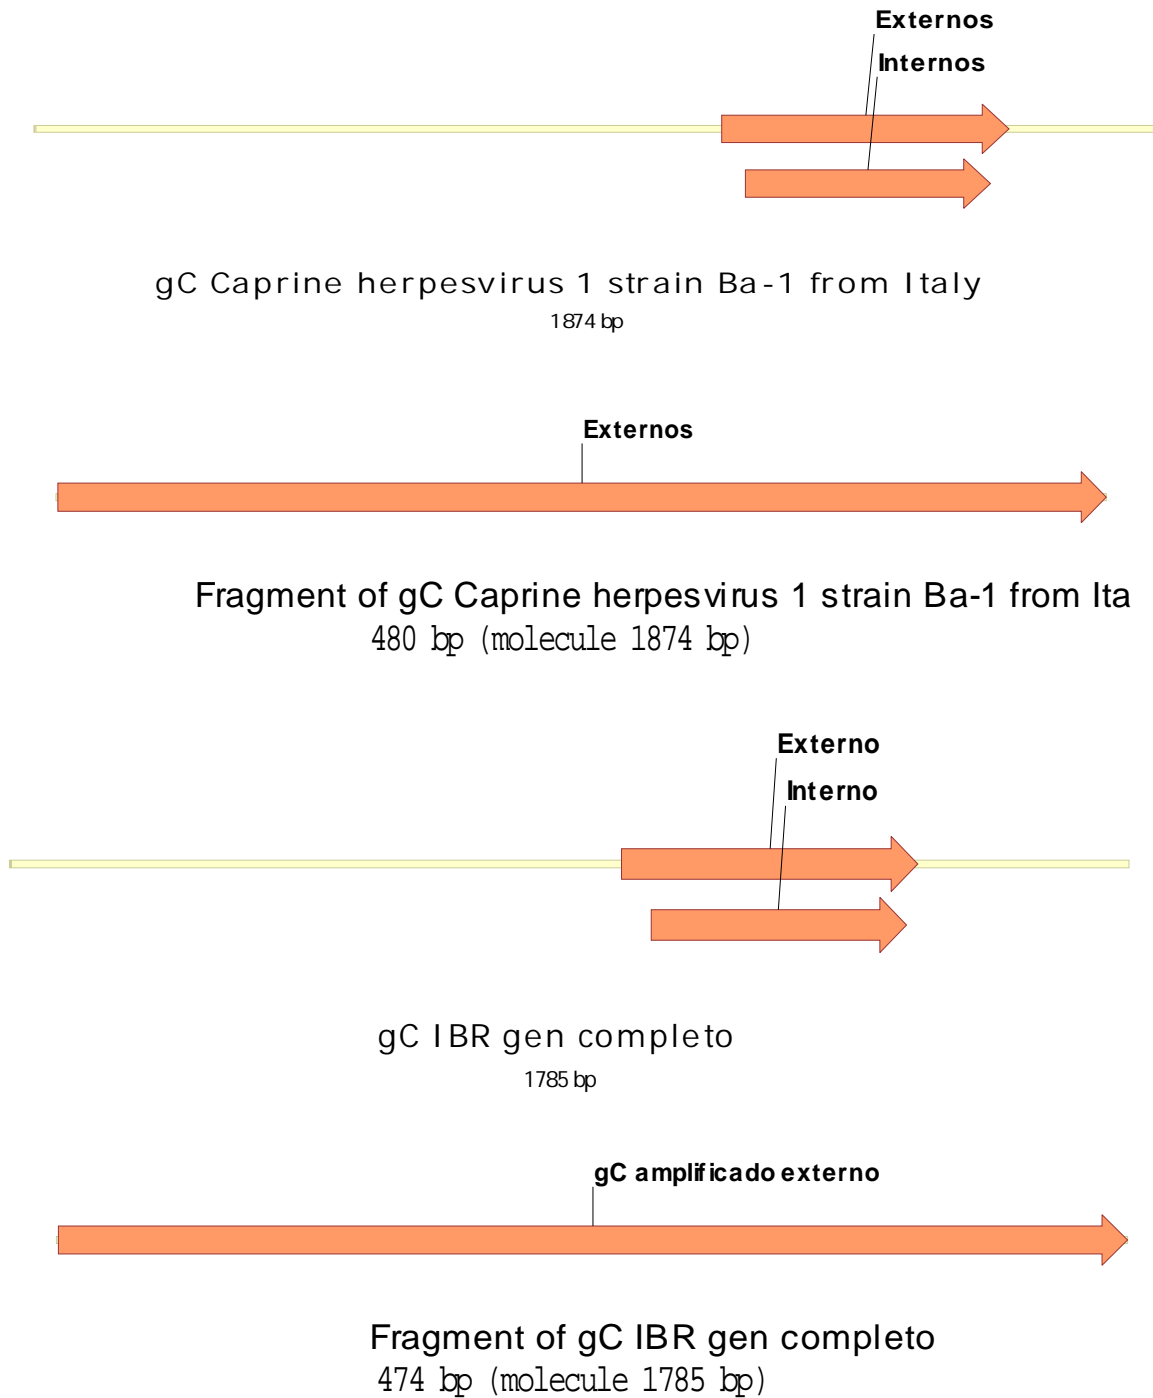 Externos
Internos
gC Caprine herpesvirus 1 strain Ba-1 from Italy
1874 bp
Externos
Fragment of gC Caprine herpesvirus 1 strain Ba-1 from Ita
480 bp (molecule 1874 bp)
Externo
Interno
gC IBR gen completo
1785 bp
gC amplificado externo
Fragment of gC IBR gen completo
474 bp (molecule 1785 bp)